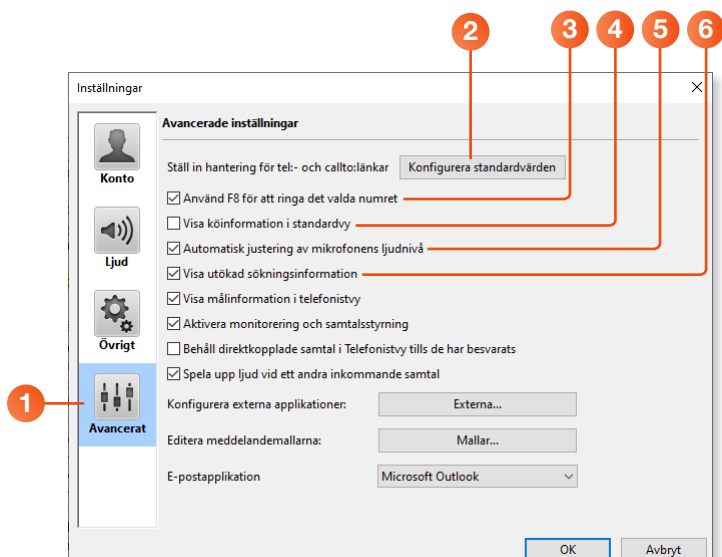 2 3 4 5 6
Inställningar
Avancerade inställningar
Konto
Ställ in hantering för tel:- och callto:länkar Konfigurera standardvärden
Använd F8 för att ringa det valda numret
Visa köinformation i standardvy
Ljud
Automatisk justering av mikrofonens ljudnivå
Visa utökad sökningsinformation
Visa målinformation i telefonistvy
Övrigt
Aktivera monitorering och samtalsstyrning
Behåll direktkopplade samtal i Telefonistvy tills de har besvarats
Spela upp ljud vid ett andra inkommande samtal
1
Avancerat
Konfigurera externa applikationer: Externa...
Editera meddelandemallarna: Mallar...
E-postapplikation Microsoft Outlook
OK Avbryt